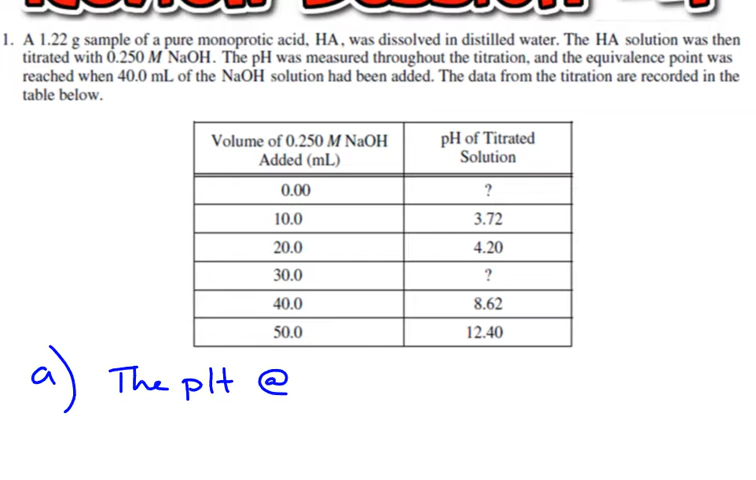 1. A 1.22 g sample of a pure monoprotic acid, HA, was dissolved in distilled water. The HA solution was then
titrated with 0.250 M NaOH. The pH was measured throughout the titration, and the equivalence point was
reached when 40.0 mL of the NaOH solution had been added. The data from the titration are recorded in the
table below.
Volume of 0.250 M NaOH
Added (mL)
pH of Titrated
Solution
0.00 ?
10.0 3.72
20.0 4.20
30.0 ?
40.0 8.62
50.0 12.40
a) The pH @